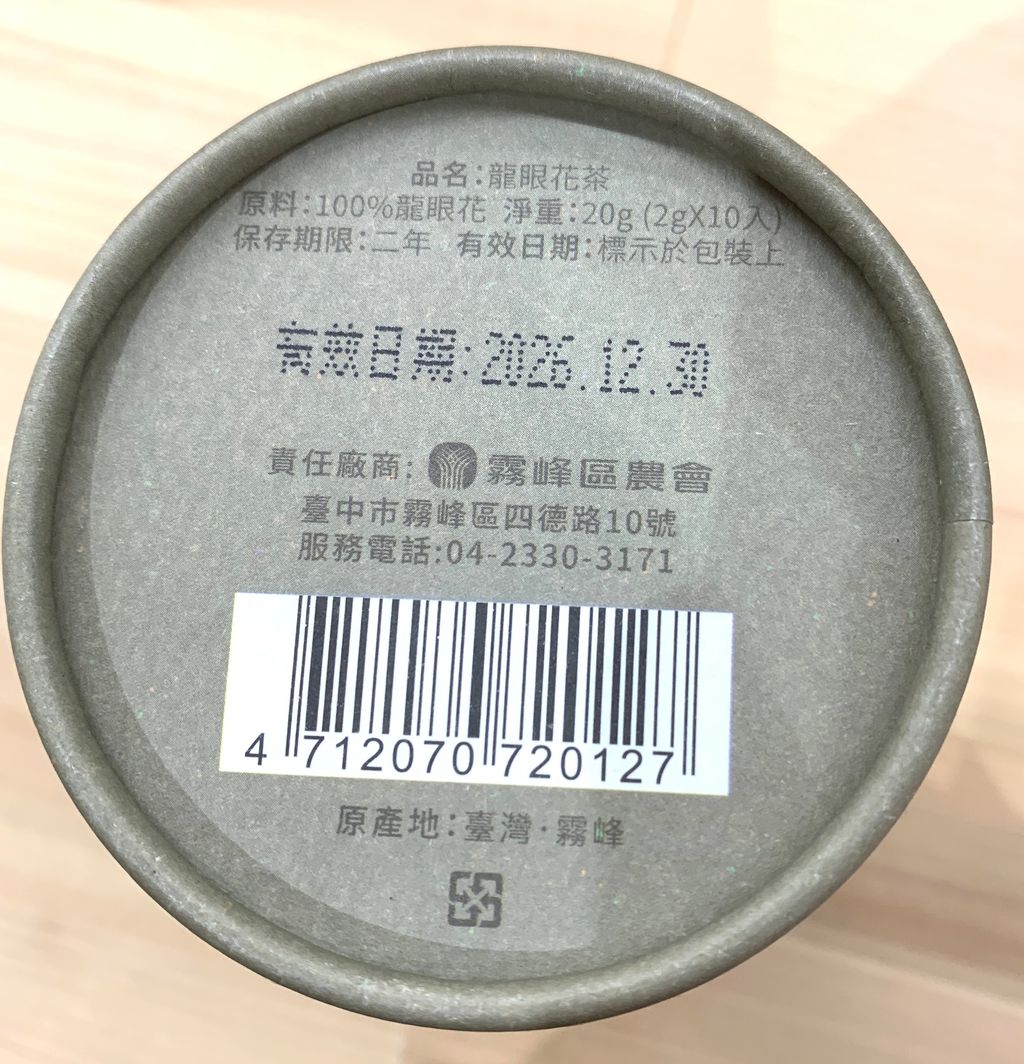 品名:龍眼花茶
原料:100%龍眼花 淨重:20g (2gX10入)
保存期限:二年 有效日期:標示於包裝上
有效日期:2026.12.30
責任廠商: 霧峰區農會
臺中市霧峰區四德路10號
服務電話:04-2330-3171
4 712070 720127
原產地:臺灣·霧峰